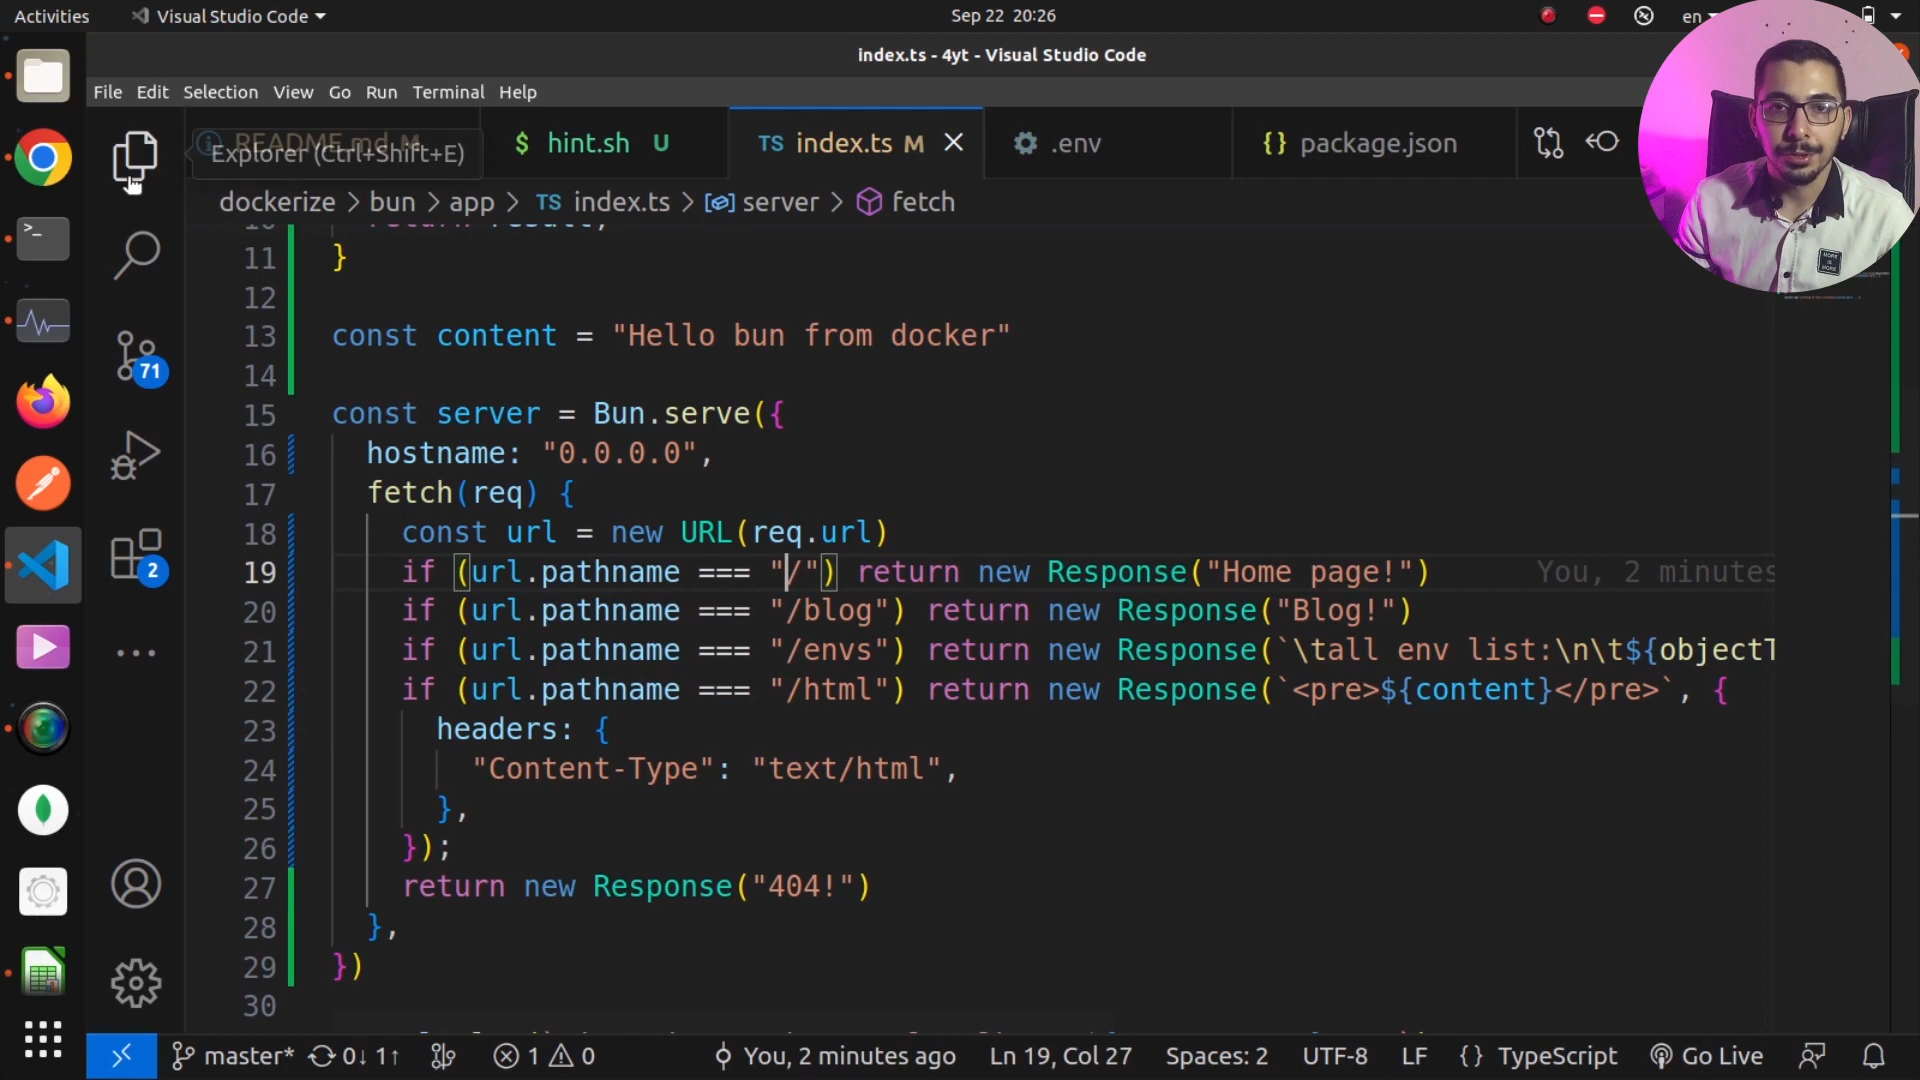 Activities
Visual Studio Code
Sep 22 20:26
en
index.ts - 4yt - Visual Studio Code
File Edit Selection View Go Run Terminal Help
README.md M
Explorer (Ctrl+Shift+E)
$ hint.sh U
TS index.ts M
.env
{} package.json
dockerize > bun > app > TS index.ts > server > fetch
11 }
12
13 const content = "Hello bun from docker"
14
15 const server = Bun.serve({
16 hostname: "0.0.0.0",
17 fetch(req) {
18 const url = new URL(req.url)
19 if (url.pathname === "/") return new Response("Home page!") You, 2 minutes
20 if (url.pathname === "/blog") return new Response("Blog!")
21 if (url.pathname === "/envs") return new Response(`\tall env list:\n\t${objectT
22 if (url.pathname === "/html") return new Response(`<pre>${content}</pre>`, {
23 headers: {
24 "Content-Type": "text/html",
25 },
26 });
27 return new Response("404!")
28 },
29 })
30
71
2
master* 0↓ 1↑
1 0
You, 2 minutes ago
Ln 19, Col 27
Spaces: 2
UTF-8
LF
{} TypeScript
Go Live